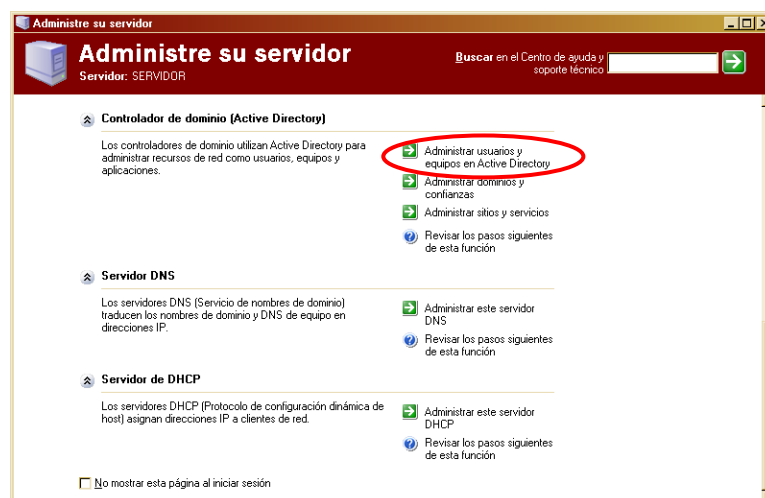 Administre su servidor
Administre su servidor
Servidor: SERVIDOR
Buscar en el Centro de ayuda y
soporte técnico
Controlador de dominio (Active Directory)
Los controladores de dominio utilizan Active Directory para
administrar recursos de red como usuarios, equipos y
aplicaciones.
Administrar usuarios y
equipos en Active Directory
Administrar dominios y
confianzas
Administrar sitios y servicios
Revisar los pasos siguientes
de esta función
Servidor DNS
Los servidores DNS (Servicio de nombres de dominio)
traducen los nombres de dominio y DNS de equipo en
direcciones IP.
Administrar este servidor
DNS
Revisar los pasos siguientes
de esta función
Servidor de DHCP
Los servidores DHCP (Protocolo de configuración dinámica de
host) asignan direcciones IP a clientes de red.
Administrar este servidor
DHCP
Revisar los pasos siguientes
de esta función
No mostrar esta página al iniciar sesión